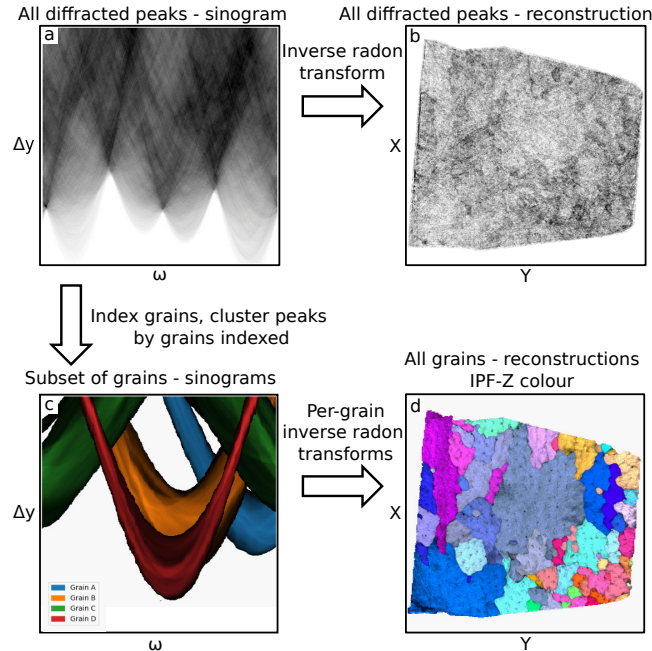 All diffracted peaks - sinogram
All diffracted peaks - reconstruction
a
Δy
ω
Inverse radon
transform
b
X
Y
Index grains, cluster peaks
by grains indexed
Subset of grains - sinograms
All grains - reconstructions
IPF-Z colour
c
Δy
Grain A
Grain B
Grain C
Grain D
ω
Per-grain
inverse radon
transforms
d
X
Y